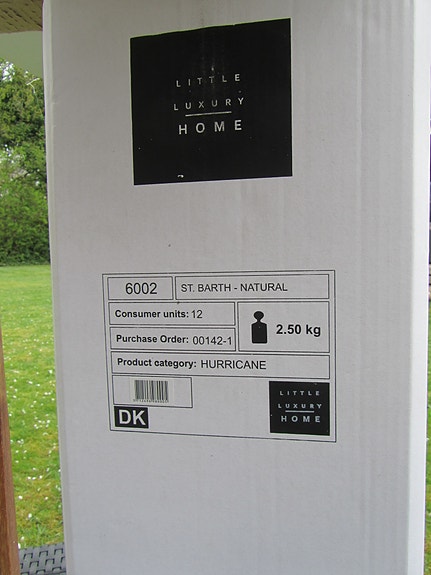 LITTLE
LUXURY
HOME
6002
ST. BARTH - NATURAL
Consumer units: 12
2.50 kg
Purchase Order: 00142-1
Product category: HURRICANE
DK
LITTLE
LUXURY
HOME